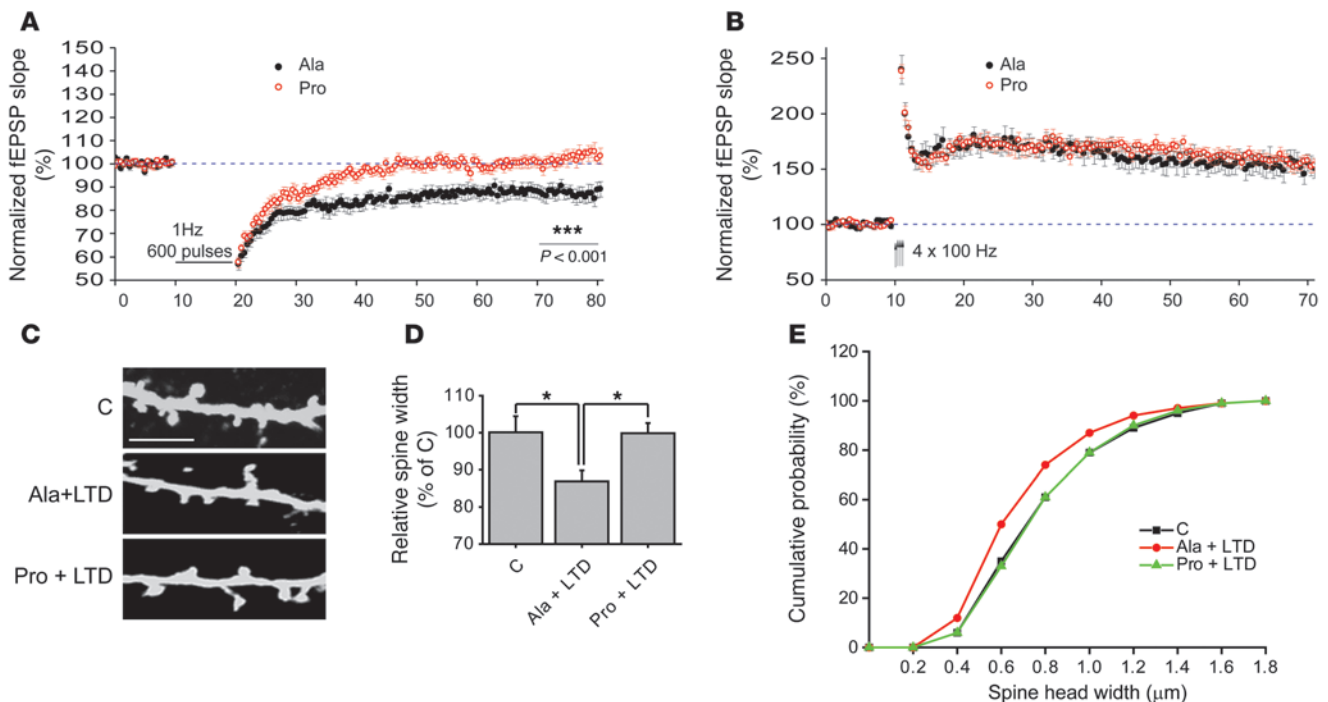 A
Normalized fEPSP slope
(%)
150
140
130
120
110
100
90
80
70
60
50
Ala
Pro
1Hz
600 pulses
***
P < 0.001
0 10 20 30 40 50 60 70 80
B
Normalized fEPSP slope
(%)
250
200
150
100
50
Ala
Pro
4 x 100 Hz
0 10 20 30 40 50 60 70
C
C
Ala+LTD
Pro + LTD
D
Relative spine width
(% of C)
110
100
90
80
70
* *
C
Ala + LTD
Pro + LTD
E
Cumulative probability (%)
120
100
80
60
40
20
0
C
Ala + LTD
Pro + LTD
0.2 0.4 0.6 0.8 1.0 1.2 1.4 1.6 1.8
Spine head width (μm)